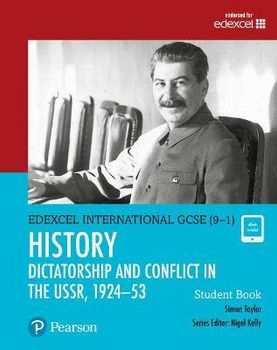 endorsed for
edexcel
EDEXCEL INTERNATIONAL GCSE (9–1)
HISTORY
DICTATORSHIP AND CONFLICT IN
THE USSR, 1924–53
Student Book
Simon Taylor
Series Editor: Nigel Kelly
Pearson